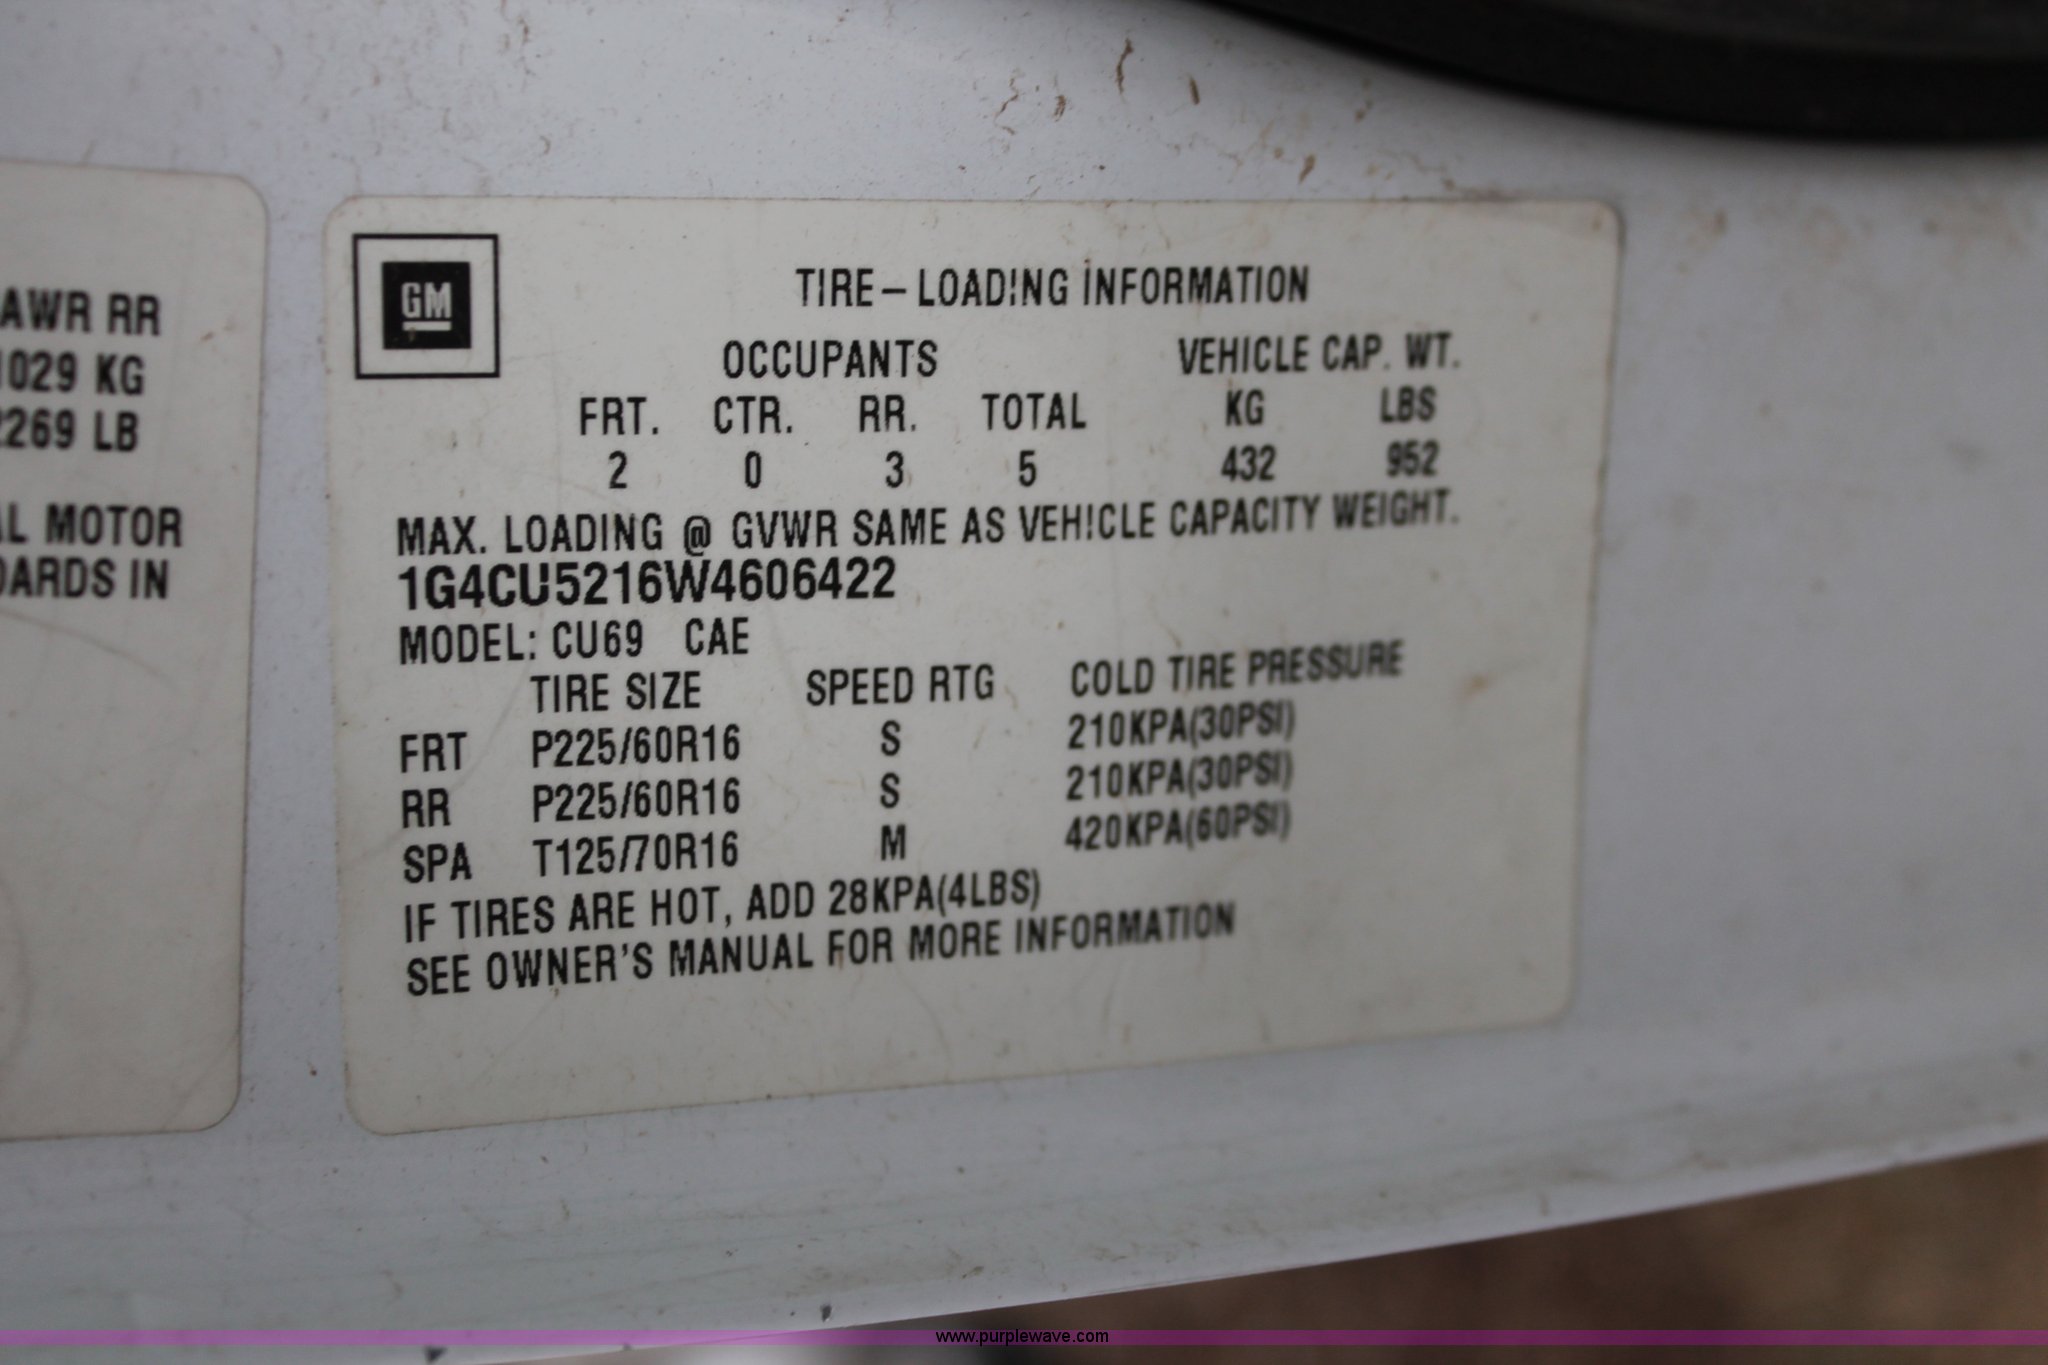 AWR RR
1029 KG
2269 LB
AL MOTOR
DARDS IN
GM
TIRE – LOADING INFORMATION
OCCUPANTS VEHICLE CAP. WT.
FRT. CTR. RR. TOTAL KG LBS
2 0 3 5 432 952
MAX. LOADING @ GVWR SAME AS VEHICLE CAPACITY WEIGHT.
1G4CU5216W4606422
MODEL: CU69 CAE
TIRE SIZE SPEED RTG COLD TIRE PRESSURE
FRT P225/60R16 S 210KPA(30PSI)
RR P225/60R16 S 210KPA(30PSI)
SPA T125/70R16 M 420KPA(60PSI)
IF TIRES ARE HOT, ADD 28KPA(4LBS)
SEE OWNER'S MANUAL FOR MORE INFORMATION
www.purplewave.com